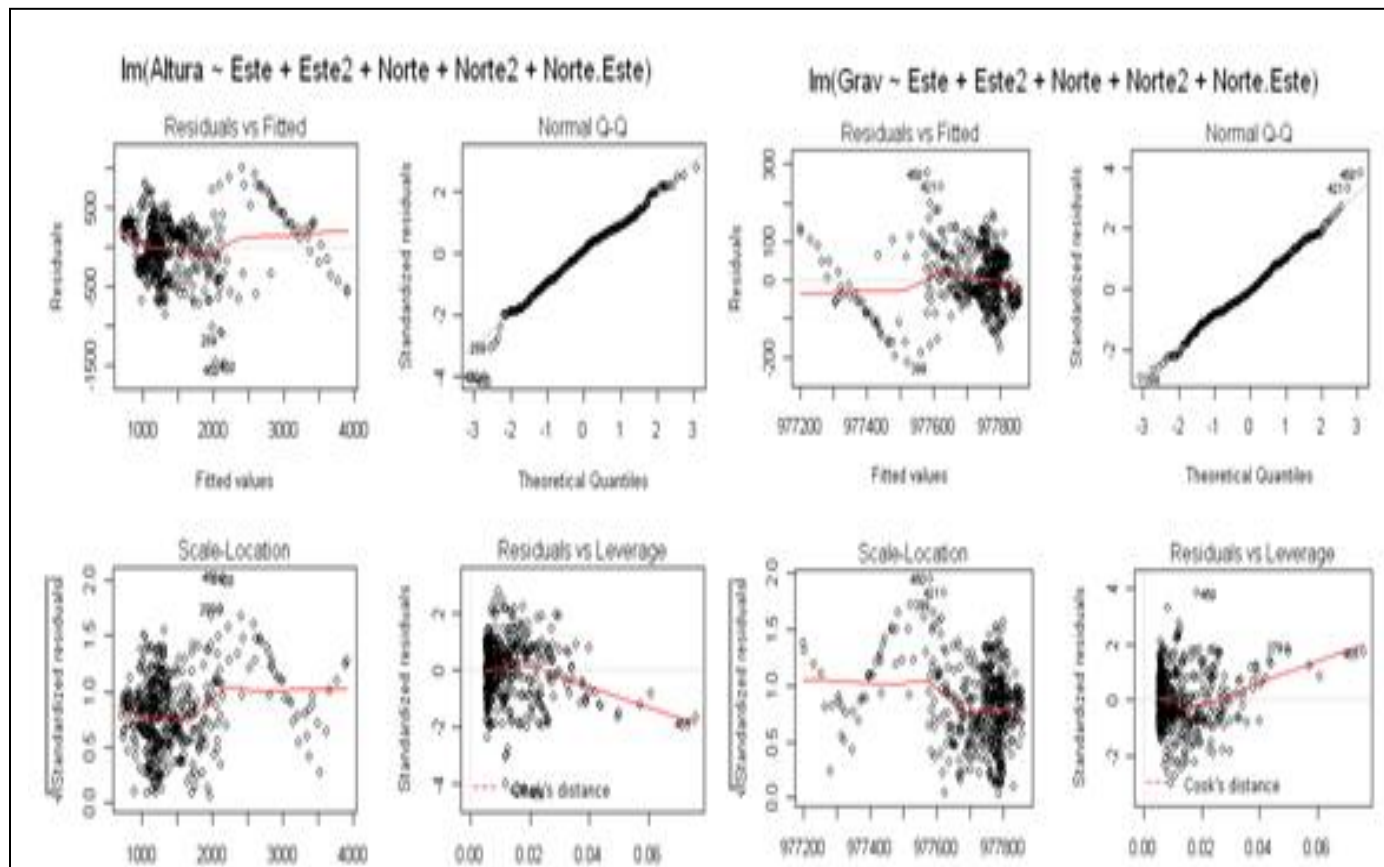 lm(Altura ~ Este + Este2 + Norte + Norte2 + Norte.Este)
Residuals vs Fitted
Normal Q-Q
Residuals
500
-500
-1500
1000
2000
3000
4000
Fitted values
Standardized residuals
2
0
-2
-4
-3
-2
-1
0
1
2
3
Theoretical Quantiles
Scale-Location
Residuals vs Leverage
√|Standardized residuals|
2.0
1.5
1.0
0.5
0.0
1000
2000
3000
4000
Standardized residuals
2
0
-2
-4
Cook's distance
0.00
0.02
0.04
0.06
lm(Grav ~ Este + Este2 + Norte + Norte2 + Norte.Este)
Residuals vs Fitted
Normal Q-Q
Residuals
300
100
0
-200
977200
977400
977600
977800
Fitted values
Standardized residuals
4
2
0
-2
-3
-2
-1
0
1
2
3
Theoretical Quantiles
Scale-Location
Residuals vs Leverage
√|Standardized residuals|
2.0
1.5
1.0
0.5
0.0
977200
977400
977600
977800
Standardized residuals
4
2
0
-2
Cook's distance
0.00
0.02
0.04
0.06